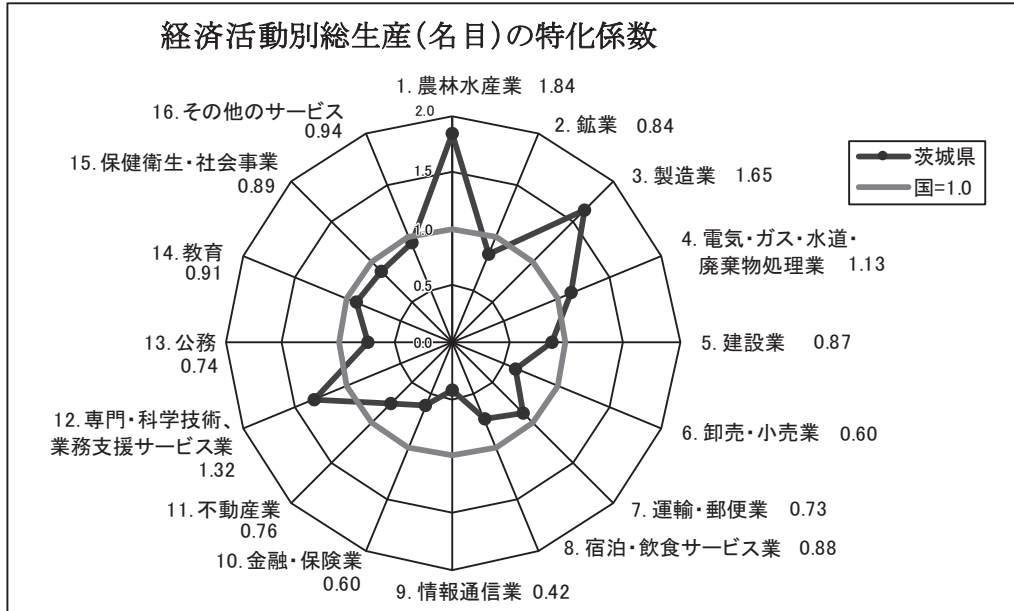 経済活動別総生産(名目)の特化係数
1. 農林水産業 1.84
2. 鉱業 0.84
3. 製造業 1.65
4. 電気・ガス・水道・
廃棄物処理業 1.13
5. 建設業 0.87
6. 卸売・小売業 0.60
7. 運輸・郵便業 0.73
8. 宿泊・飲食サービス業 0.88
9. 情報通信業 0.42
10. 金融・保険業
0.60
11. 不動産業
0.76
12. 専門・科学技術、
業務支援サービス業
1.32
13. 公務
0.74
14. 教育
0.91
15. 保健衛生・社会事業
0.89
16. その他のサービス
0.94
2.0
1.5
1.0
0.5
0.0
茨城県
国=1.0